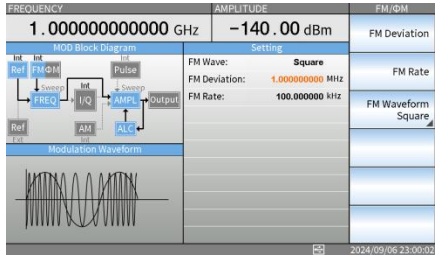 FREQUENCY
1.000000000000 GHz
AMPLITUDE
-140.00 dBm
FM/ΦM
MOD Block Diagram
Int
Int
Int
Ref
FM
ΦM
Pulse
Sweep
Int
Sweep
FREQ
I/Q
AMPL
Output
Ref
Ext
AM
Int
ALC
Modulation Waveform
Setting
FM Wave: Square
FM Deviation: 1.000000000 MHz
FM Rate: 100.000000 kHz
FM Deviation
FM Rate
FM Waveform
Square
2024/09/06 23:00:02